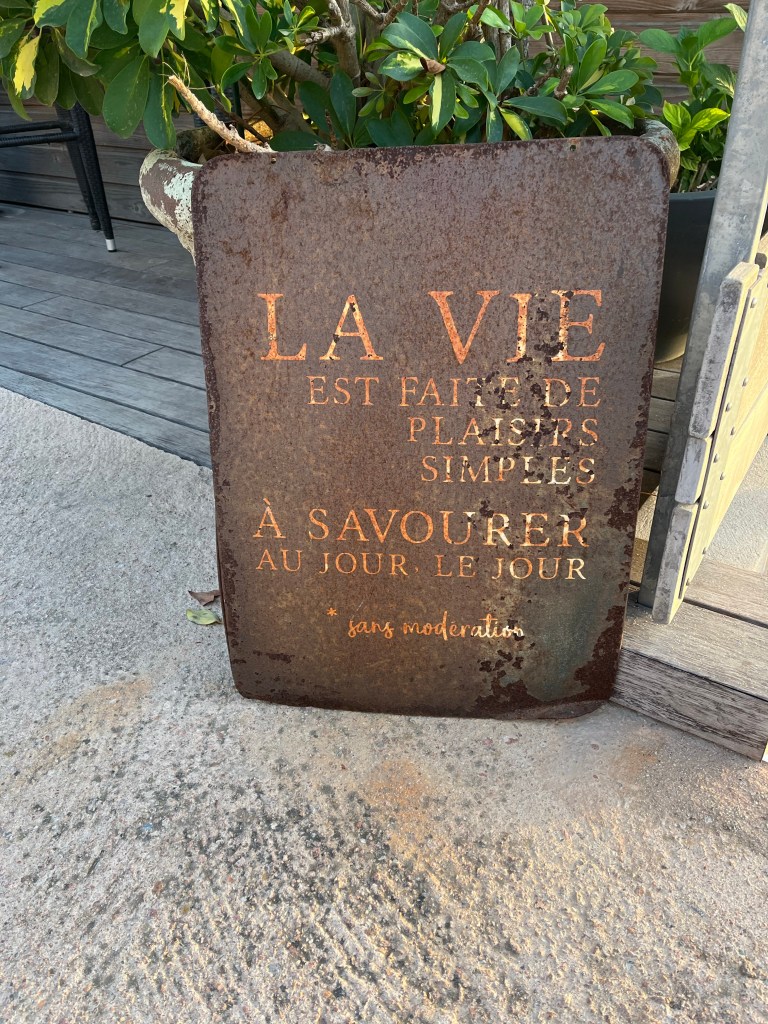 LA VIE
EST FAITE DE
PLAISIRS
SIMPLES
À SAVOURER
AU JOUR LE JOUR
* sans modération